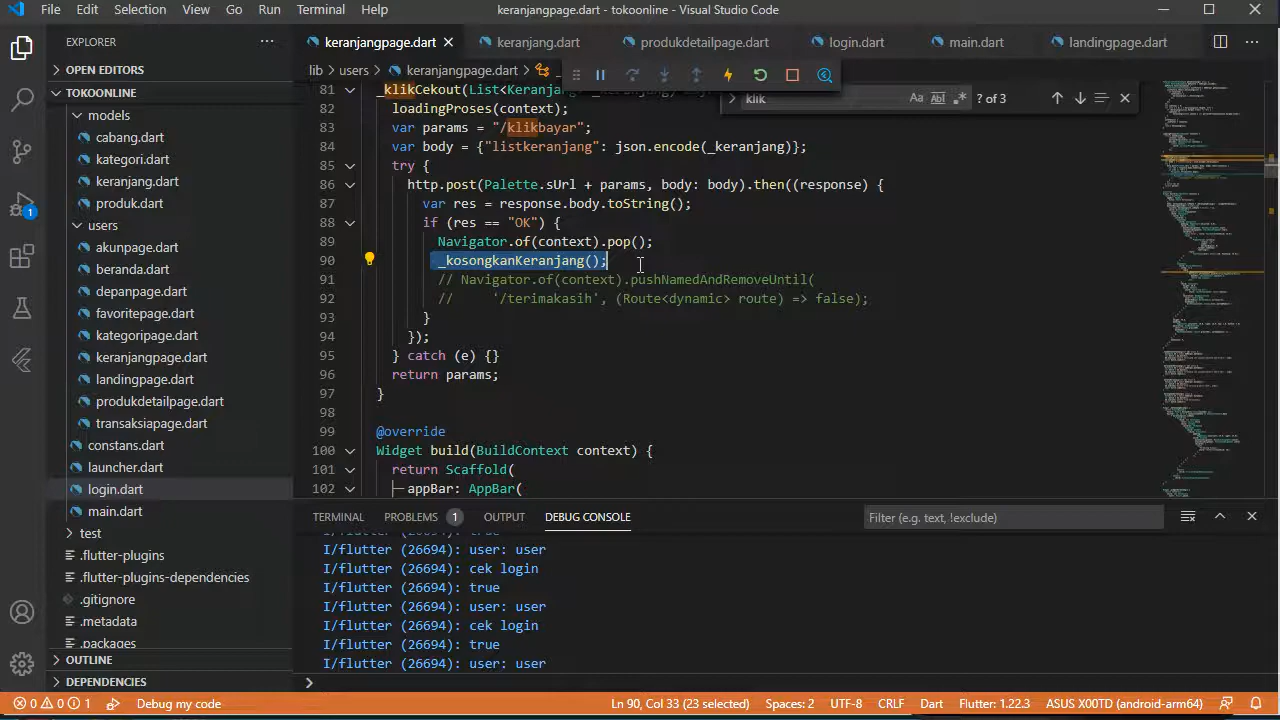 File Edit Selection View Go Run Terminal Help keranjangpage.dart - tokoonline - Visual Studio Code
EXPLORER
OPEN EDITORS
TOKOONLINE
models
cabang.dart
kategori.dart
keranjang.dart
produk.dart
users
akunpage.dart
beranda.dart
depanpage.dart
favoritepage.dart
kategoripage.dart
keranjangpage.dart
landingpage.dart
produkdetailpage.dart
transaksiapage.dart
constans.dart
launcher.dart
login.dart
main.dart
test
.flutter-plugins
.flutter-plugins-dependencies
.gitignore
.metadata
.packages
OUTLINE
DEPENDENCIES
1
keranjangpage.dart keranjang.dart produkdetailpage.dart login.dart main.dart landingpage.dart
lib > users > keranjangpage.dart >
klik Aa Abl .* ? of 3
81 _klikCekout(List<Keranjang
82 loadingProses(context);
83 var params = "/klikbayar";
84 var body = {"listkeranjang": json.encode(_keranjang)};
85 try {
86 http.post(Palette.sUrl + params, body: body).then((response) {
87 var res = response.body.toString();
88 if (res == "OK") {
89 Navigator.of(context).pop();
90 _kosongkanKeranjang();
91 // Navigator.of(context).pushNamedAndRemoveUntil(
92 // '/terimakasih', (Route<dynamic> route) => false);
93 }
94 });
95 } catch (e) {}
96 return params;
97 }
98
99 @override
100 Widget build(BuildContext context) {
101 return Scaffold(
102 appBar: AppBar(
TERMINAL PROBLEMS 1 OUTPUT DEBUG CONSOLE Filter (e.g. text, !exclude)
I/flutter (26694): true
I/flutter (26694): user: user
I/flutter (26694): cek login
I/flutter (26694): true
I/flutter (26694): user: user
I/flutter (26694): cek login
I/flutter (26694): true
I/flutter (26694): user: user
0 0 1 Debug my code Ln 90, Col 33 (23 selected) Spaces: 2 UTF-8 CRLF Dart Flutter: 1.22.3 ASUS X00TD (android-arm64)